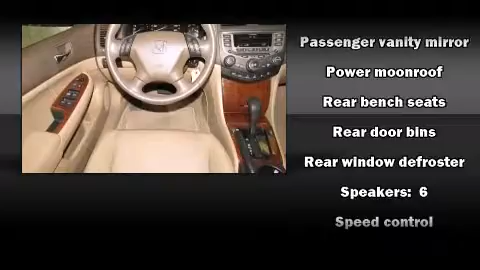 Passenger vanity mirror
Power moonroof
Rear bench seats
Rear door bins
Rear window defroster
Speakers: 6
Speed control